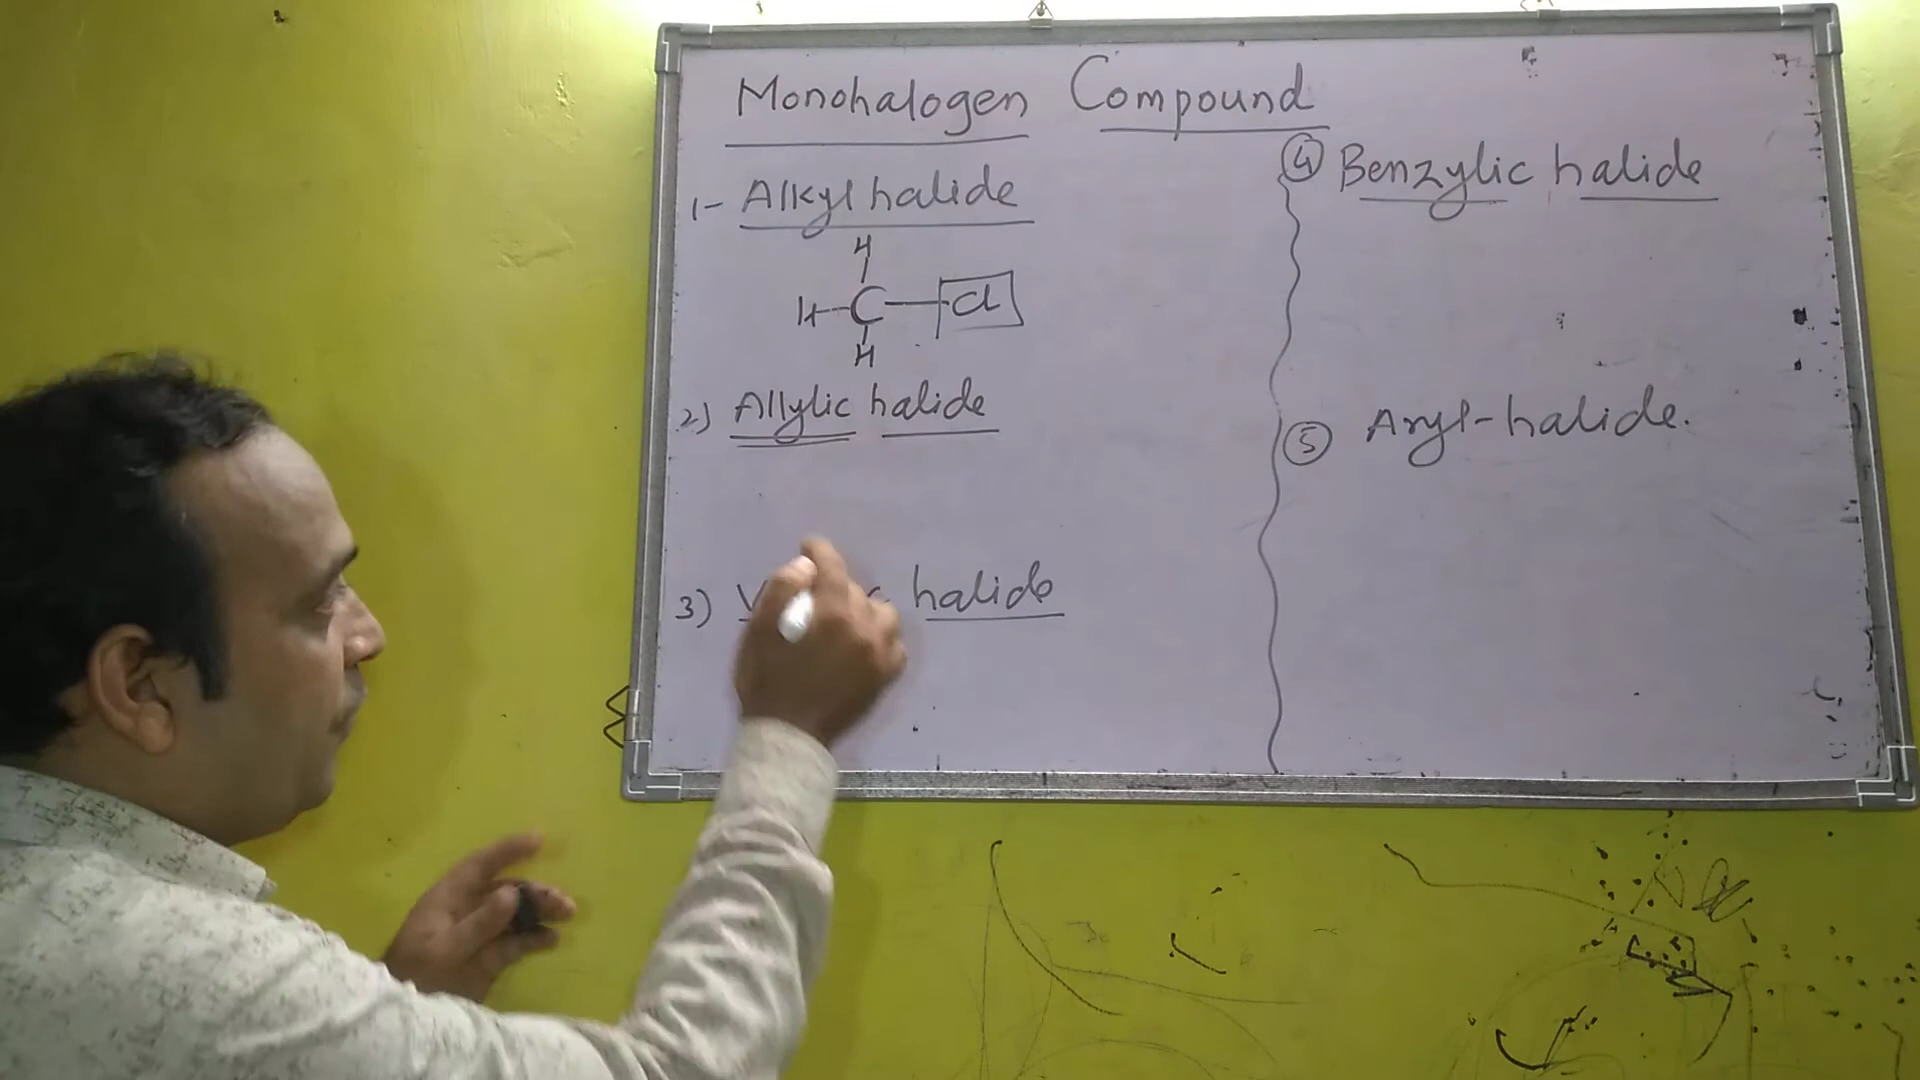 Monohalogen Compound
1- Alkyl halide
H
H-C-Cl
H
2) Allylic halide
3) halide
④ Benzylic halide
⑤ Aryl-halide.